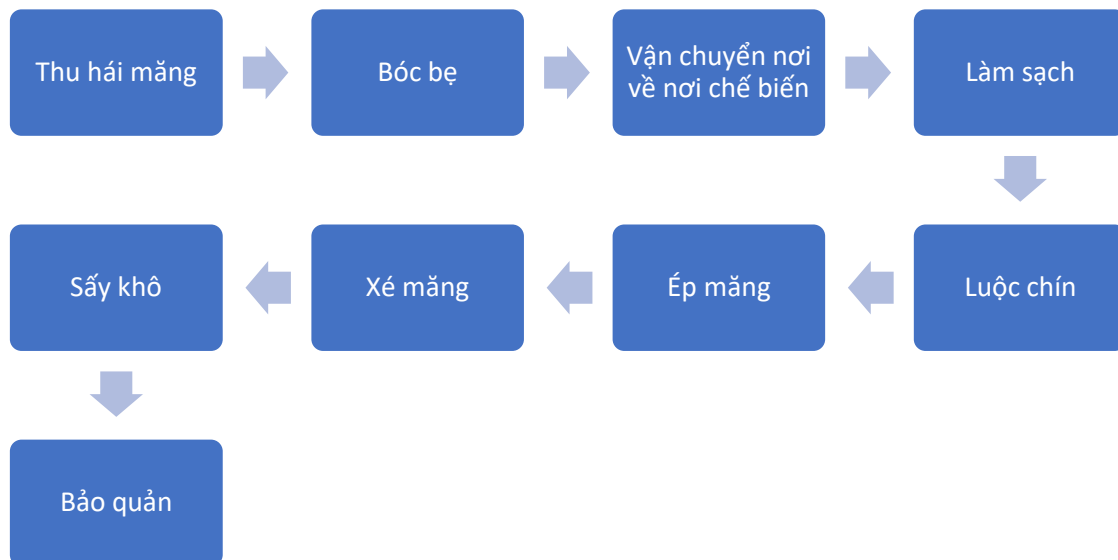 Thu hái măng
Bóc bẹ
Vận chuyển nơi
về nơi chế biến
Làm sạch
Luộc chín
Ép măng
Xé măng
Sấy khô
Bảo quản